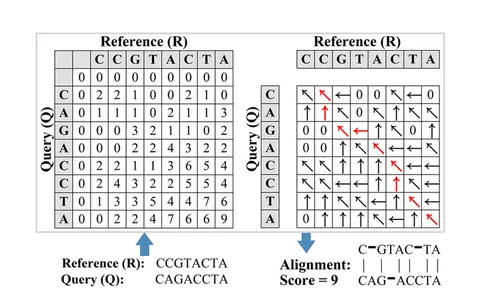 Reference (R)
C C G T A C T A
0 0 0 0 0 0 0 0 0
C 0 2 2 1 0 0 2 1 0
A 0 1 1 1 0 2 1 1 3
G 0 0 0 3 2 1 1 0 2
A 0 0 0 2 2 4 3 2 2
C 0 2 2 1 1 3 6 5 4
C 0 2 4 3 2 2 5 5 4
T 0 1 3 3 5 4 4 7 6
A 0 0 2 2 4 7 6 6 9
Query (Q)
Reference (R): CCGTACTA
Query (Q): CAGACCTA
Reference (R)
C C G T A C T A
C 0 0 0
A 0
G 0 0 0
A 0 0
C
C
T
A 0
Query (Q)
C-GTAC-TA
Alignment: | | | | | |
Score = 9 CAG-ACCTA